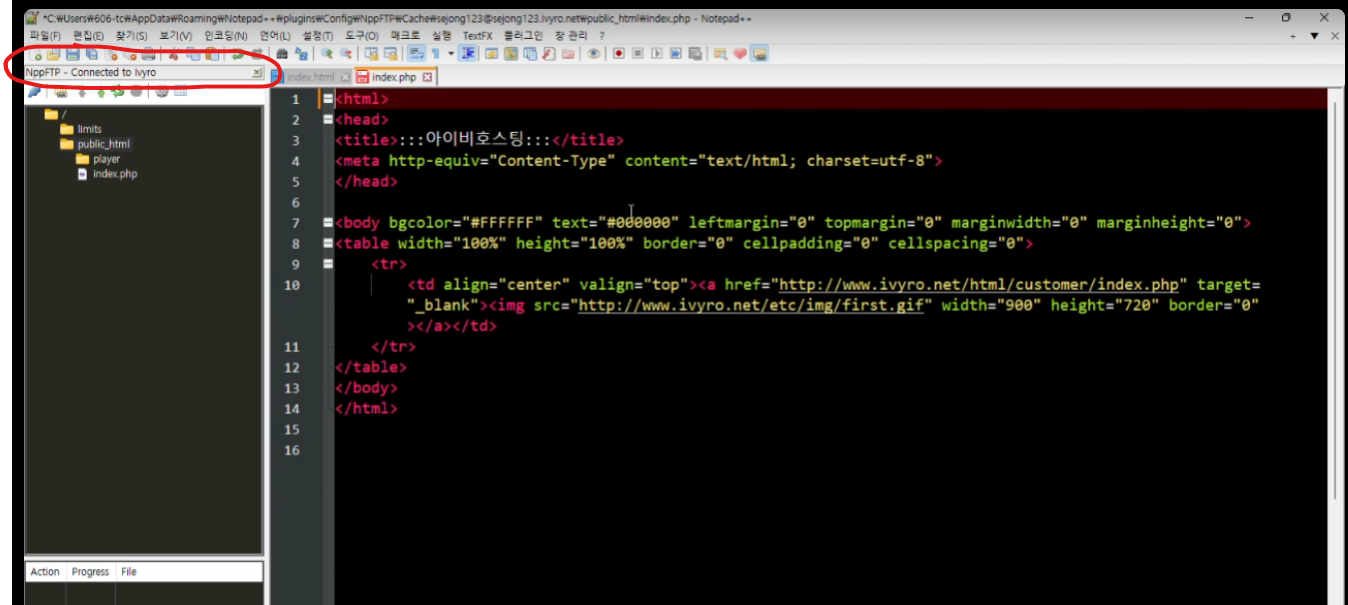 *C:₩Users₩606-tc₩AppData₩Roaming₩Notepad++₩plugins₩Config₩NppFTP₩Cache₩sejong123@sejong123.ivyro.net₩public_html₩index.php - Notepad++
파일(F) 편집(E) 찾기(S) 보기(V) 인코딩(N) 언어(L) 설정(T) 도구(O) 매크로 실행 TextFX 플러그인 창 관리 ?
NppFTP - Connected to Ivyro
index.html index.php
/
limits
public_html
player
index.php
1 <html>
2 <head>
3 <title>:::아이비호스팅:::</title>
4 <meta http-equiv="Content-Type" content="text/html; charset=utf-8">
5 </head>
6
7 <body bgcolor="#FFFFFF" text="#000000" leftmargin="0" topmargin="0" marginwidth="0" marginheight="0">
8 <table width="100%" height="100%" border="0" cellpadding="0" cellspacing="0">
9 <tr>
10 <td align="center" valign="top"><a href="http://www.ivyro.net/html/customer/index.php" target=
"_blank"><img src="http://www.ivyro.net/etc/img/first.gif" width="900" height="720" border="0"
></a></td>
11 </tr>
12 </table>
13 </body>
14 </html>
15
16
Action Progress File